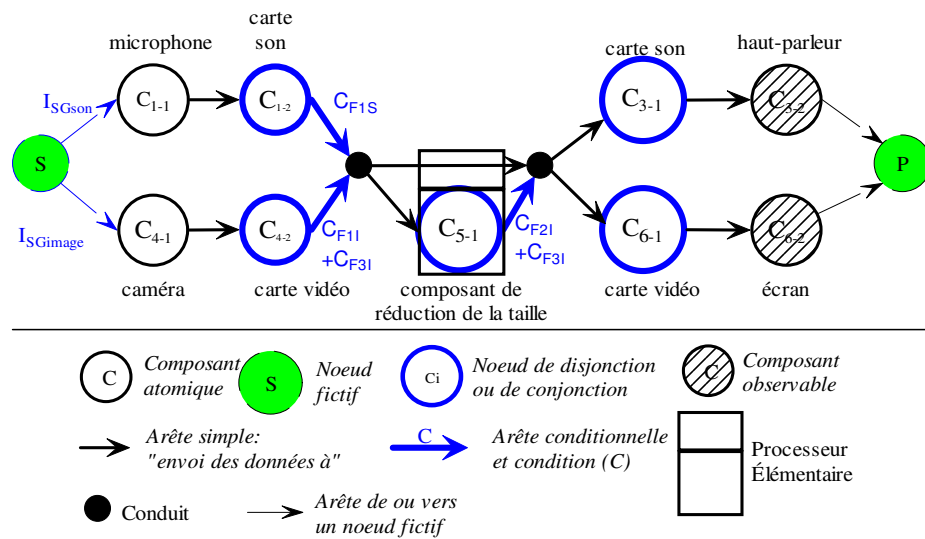 carte
son
microphone
carte son
haut-parleur
I_SGson
C_1-1
C_1-2
C_F1S
C_3-1
C_3-2
S
P
C_4-1
C_4-2
C_F1I
+C_F3I
C_5-1
C_F2I
+C_F3I
C_6-1
C_6-2
I_SGimage
caméra
carte vidéo
composant de
réduction de la taille
carte vidéo
écran
C
Composant
atomique
S
Noeud
fictif
Ci
Noeud de disjonction
ou de conjonction
C
Composant
observable
Arête simple:
"envoi des données à"
C
Arête conditionnelle
et condition (C)
Processeur
Élémentaire
Conduit
Arête de ou vers
un noeud fictif